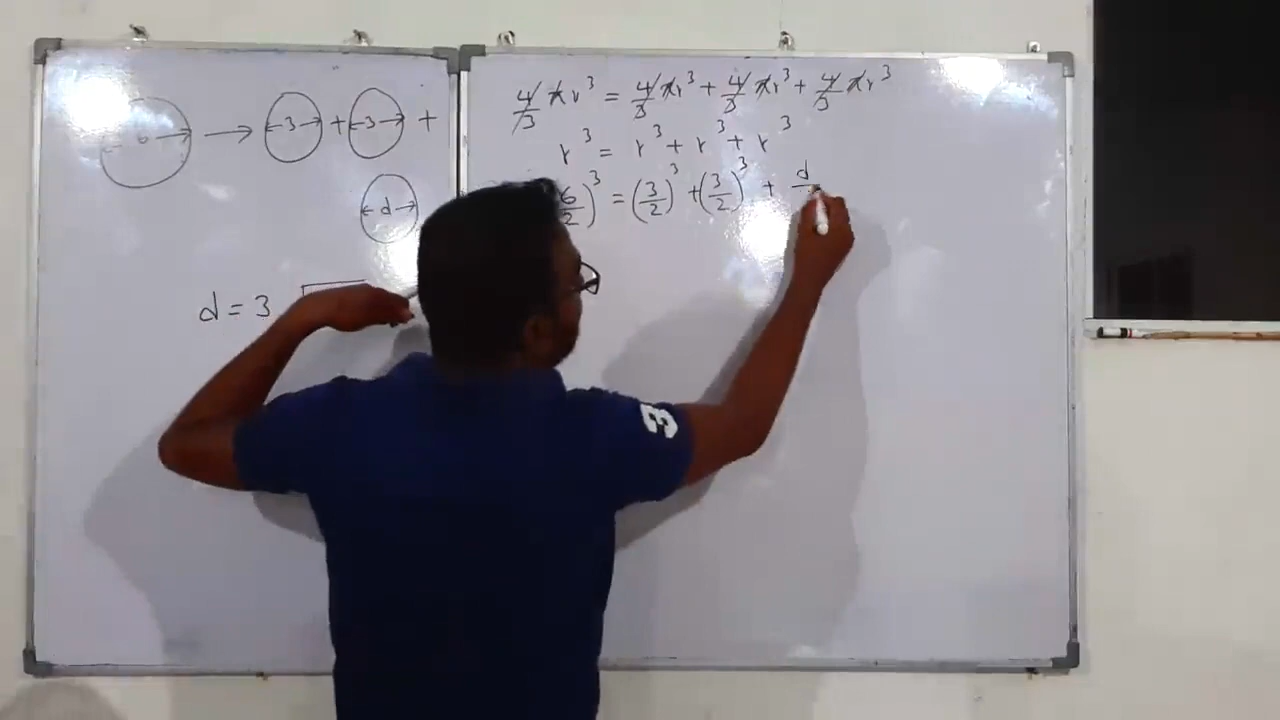 6 → 3 + 3 +
d
d = 3
4/3 πr³ = 4/3 πr³ + 4/3 πr³ + 4/3 πr³
r³ = r³ + r³ + r³
6/2)³ = (3/2)³ + (3/2)³ + d
3